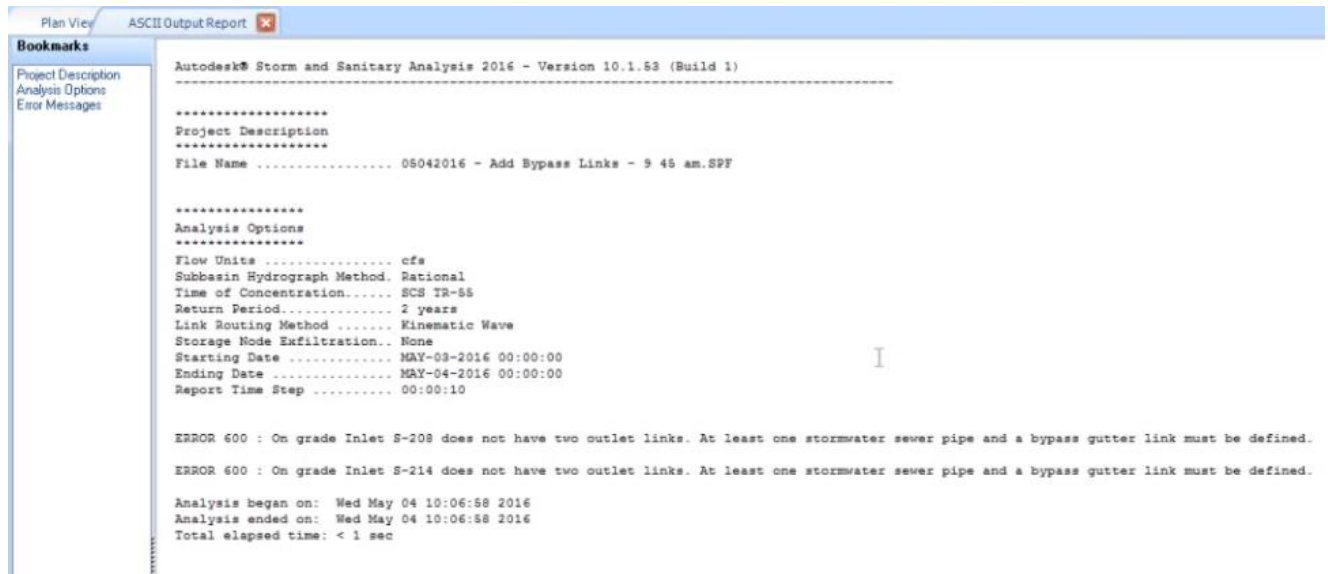 Plan View
ASCII Output Report
Bookmarks
Project Description
Analysis Options
Error Messages
Autodesk® Storm and Sanitary Analysis 2016 - Version 10.1.53 (Build 1)
--------------------------------------------------------------------------------
*******************
Project Description
*******************
File Name ................. 05042016 - Add Bypass Links - 9 45 am.SPF
****************
Analysis Options
****************
Flow Units ................ cfs
Subbasin Hydrograph Method. Rational
Time of Concentration...... SCS TR-55
Return Period.............. 2 years
Link Routing Method ....... Kinematic Wave
Storage Node Exfiltration.. None
Starting Date ............. MAY-03-2016 00:00:00
Ending Date ............... MAY-04-2016 00:00:00
Report Time Step .......... 00:00:10
ERROR 600 : On grade Inlet S-208 does not have two outlet links. At least one stormwater sewer pipe and a bypass gutter link must be defined.
ERROR 600 : On grade Inlet S-214 does not have two outlet links. At least one stormwater sewer pipe and a bypass gutter link must be defined.
Analysis began on:  Wed May 04 10:06:58 2016
Analysis ended on:  Wed May 04 10:06:58 2016
Total elapsed time: < 1 sec